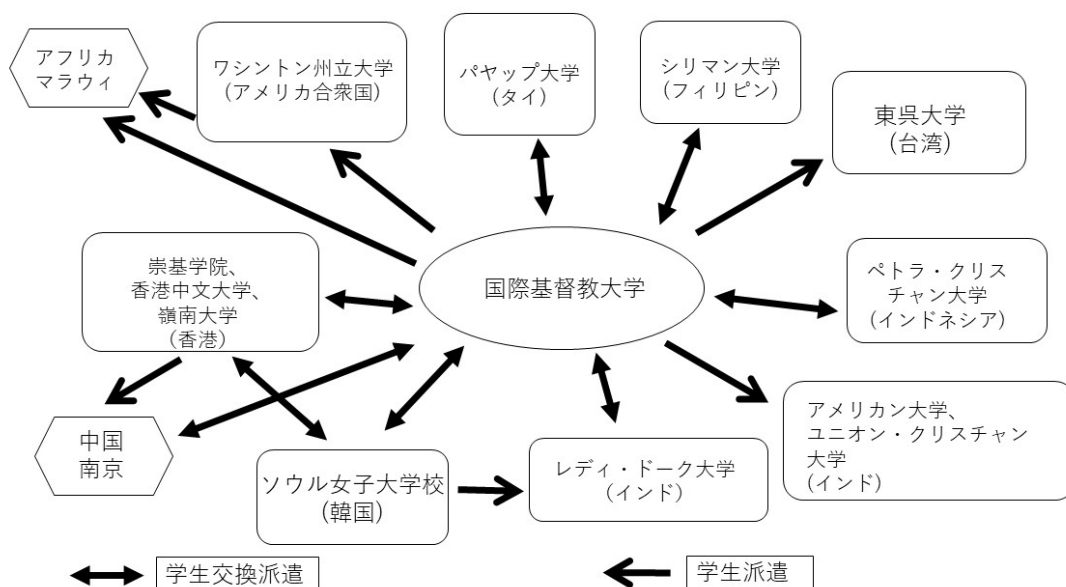 アフリカ
マラウィ
ワシントン州立大学
(アメリカ合衆国)
パヤップ大学
(タイ)
シリマン大学
(フィリピン)
東呉大学
(台湾)
崇基学院、
香港中文大学、
嶺南大学
(香港)
国際基督教大学
ペトラ・クリス
チャン大学
(インドネシア)
中国
南京
ソウル女子大学校
(韓国)
レディ・ドーク大学
(インド)
アメリカン大学、
ユニオン・クリスチャン
大学
(インド)
学生交換派遣
学生派遣